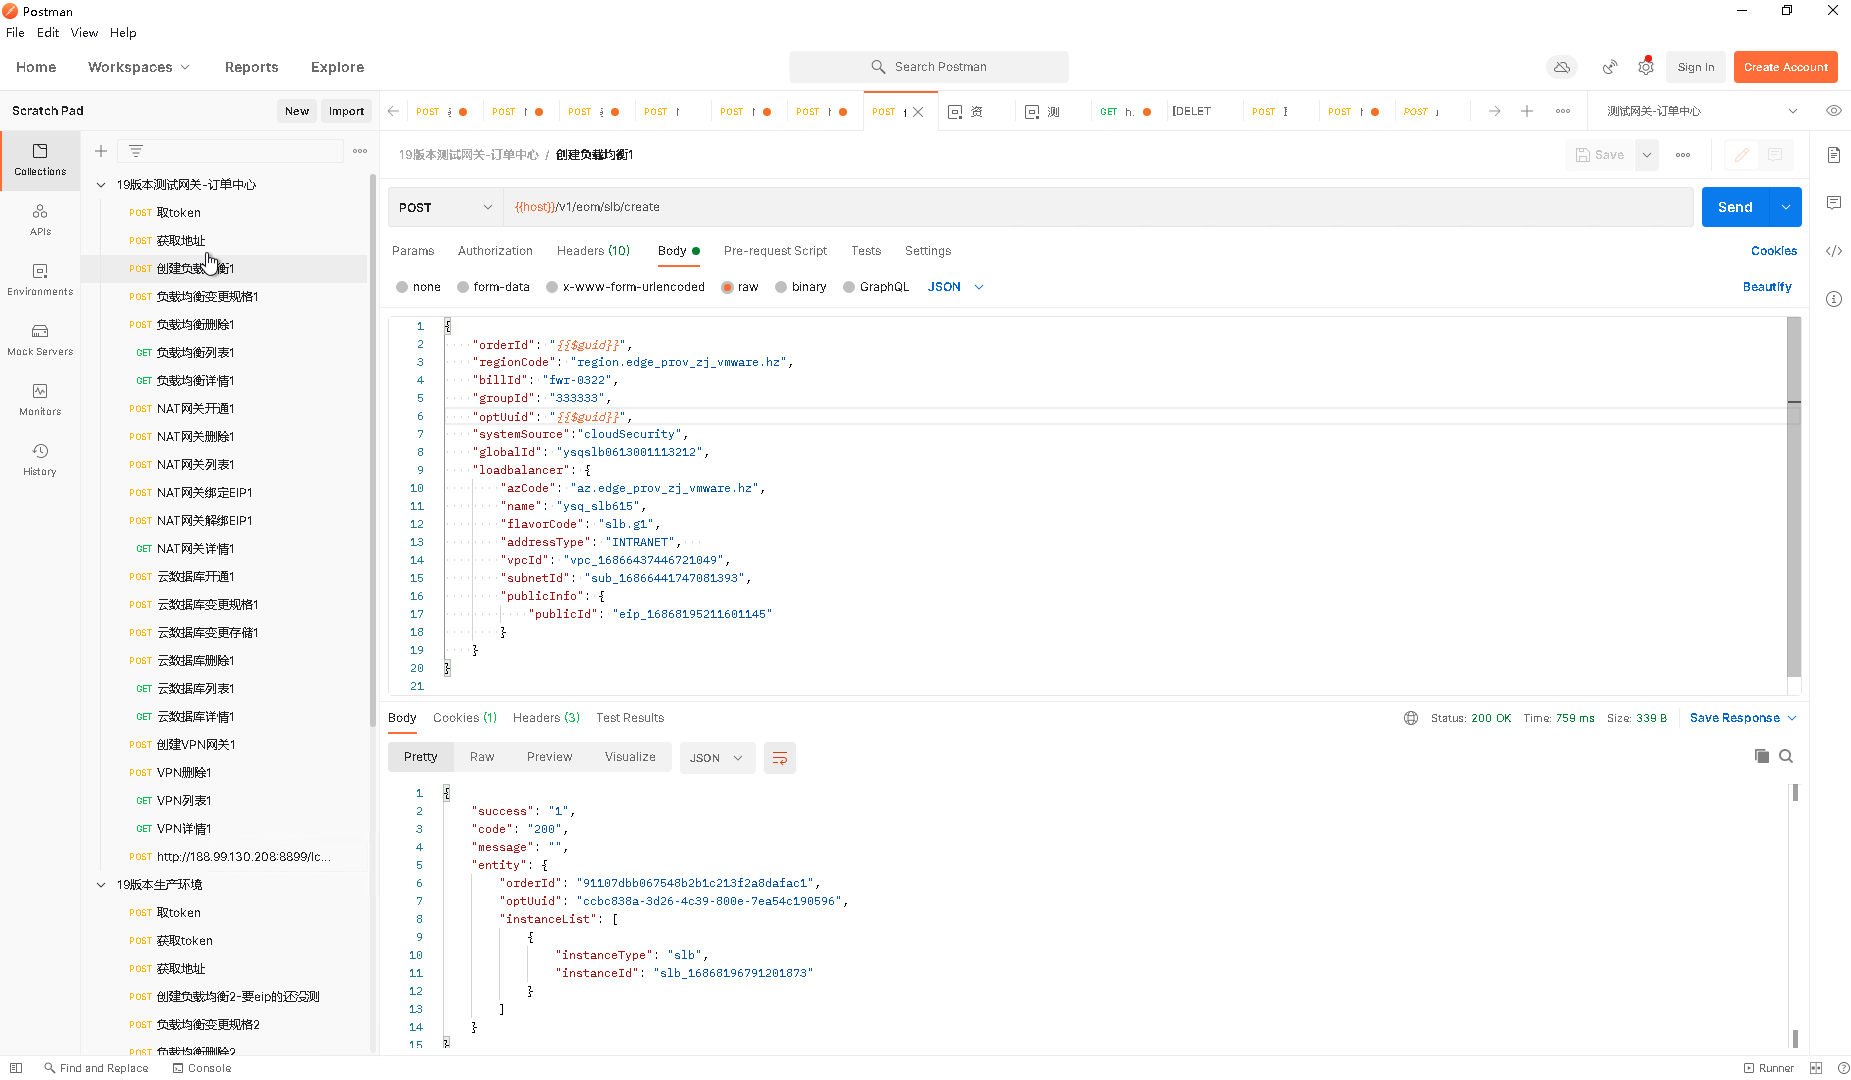 Postman
File Edit View Help
Home Workspaces Reports Explore Search Postman Sign In Create Account
Scratch Pad New Import
POST POST POST POST POST POST POST 资 测 GET h. [DELET POST POST POST 测试网关-订单中心
Collections
APIs
Environments
Mock Servers
Monitors
History
19版本测试网关-订单中心
POST 取token
POST 获取地址
POST 创建负载均衡1
POST 负载均衡变更规格1
POST 负载均衡删除1
GET 负载均衡列表1
GET 负载均衡详情1
POST NAT网关开通1
POST NAT网关删除1
POST NAT网关列表1
POST NAT网关绑定EIP1
POST NAT网关解绑EIP1
GET NAT网关详情1
POST 云数据库开通1
POST 云数据库变更规格1
POST 云数据库变更存储1
POST 云数据库删除1
GET 云数据库列表1
GET 云数据库详情1
POST 创建VPN网关1
POST VPN删除1
GET VPN列表1
GET VPN详情1
POST http://188.99.130.208:8899/lc...
19版本生产环境
POST 取token
POST 获取token
POST 获取地址
POST 创建负载均衡2-要eip的还没测
POST 负载均衡变更规格2
POST 负载均衡删除2
19版本测试网关-订单中心 / 创建负载均衡1 Save
POST {{host}}/v1/eom/slb/create Send
Params Authorization Headers (10) Body Pre-request Script Tests Settings Cookies
none form-data x-www-form-urlencoded raw binary GraphQL JSON Beautify
1 {
2 "orderId": "{{$guid}}",
3 "regionCode": "region.edge_prov_zj_vmware.hz",
4 "billId": "fwr-0322",
5 "groupId": "333333",
6 "optUuid": "{{$guid}}",
7 "systemSource":"cloudSecurity",
8 "globalId": "ysqslb0613001113212",
9 "loadbalancer": {
10 "azCode": "az.edge_prov_zj_vmware.hz",
11 "name": "ysq_slb615",
12 "flavorCode": "slb.g1",
13 "addressType": "INTRANET",
14 "vpcId": "vpc_16866437446721049",
15 "subnetId": "sub_16866441747081393",
16 "publicInfo": {
17 "publicId": "eip_16868195211601145"
18 }
19 }
20 }
21
Body Cookies (1) Headers (3) Test Results Status: 200 OK Time: 759 ms Size: 339 B Save Response
Pretty Raw Preview Visualize JSON
1 {
2 "success": "1",
3 "code": "200",
4 "message": "",
5 "entity": {
6 "orderId": "91107dbb067548b2b1c213f2a8dafac1",
7 "optUuid": "ccbc838a-3d26-4c39-800e-7ea54c190596",
8 "instanceList": [
9 {
10 "instanceType": "slb",
11 "instanceId": "slb_16868196791201873"
12 }
13 ]
14 }
15 }
Find and Replace Console Runner